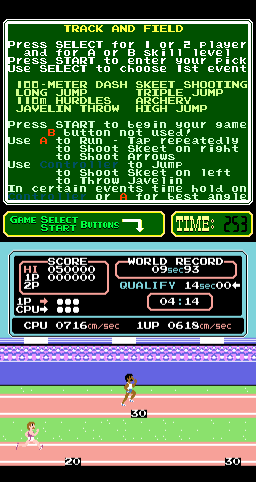 TRACK AND FIELD
Press SELECT for 1 or 2 player
and for A or B skill level
Press START to enter your pick
Use SELECT to choose 1st event
100-METER DASH SKEET SHOOTING
LONG JUMP TRIPLE JUMP
110m HURDLES ARCHERY
JAVELIN THROW HIGH JUMP
Press START to begin your game
B button not used!
Use A to Run - Tap repeatedly
to Shoot Skeet on right
to Shoot Arrows
Use controller to Jump
to Shoot Skeet on left
to Throw Javelin
In certain events time hold on
controller or A for best angle
GAME SELECT
START BUTTONS
TIME: 253
SCORE
HI 050000
1P 000000
2P
WORLD RECORD
09sec93
QUALIFY 14sec00
1P
CPU
04:14
CPU 0716cm/sec 1UP 0618cm/sec
30
20 30